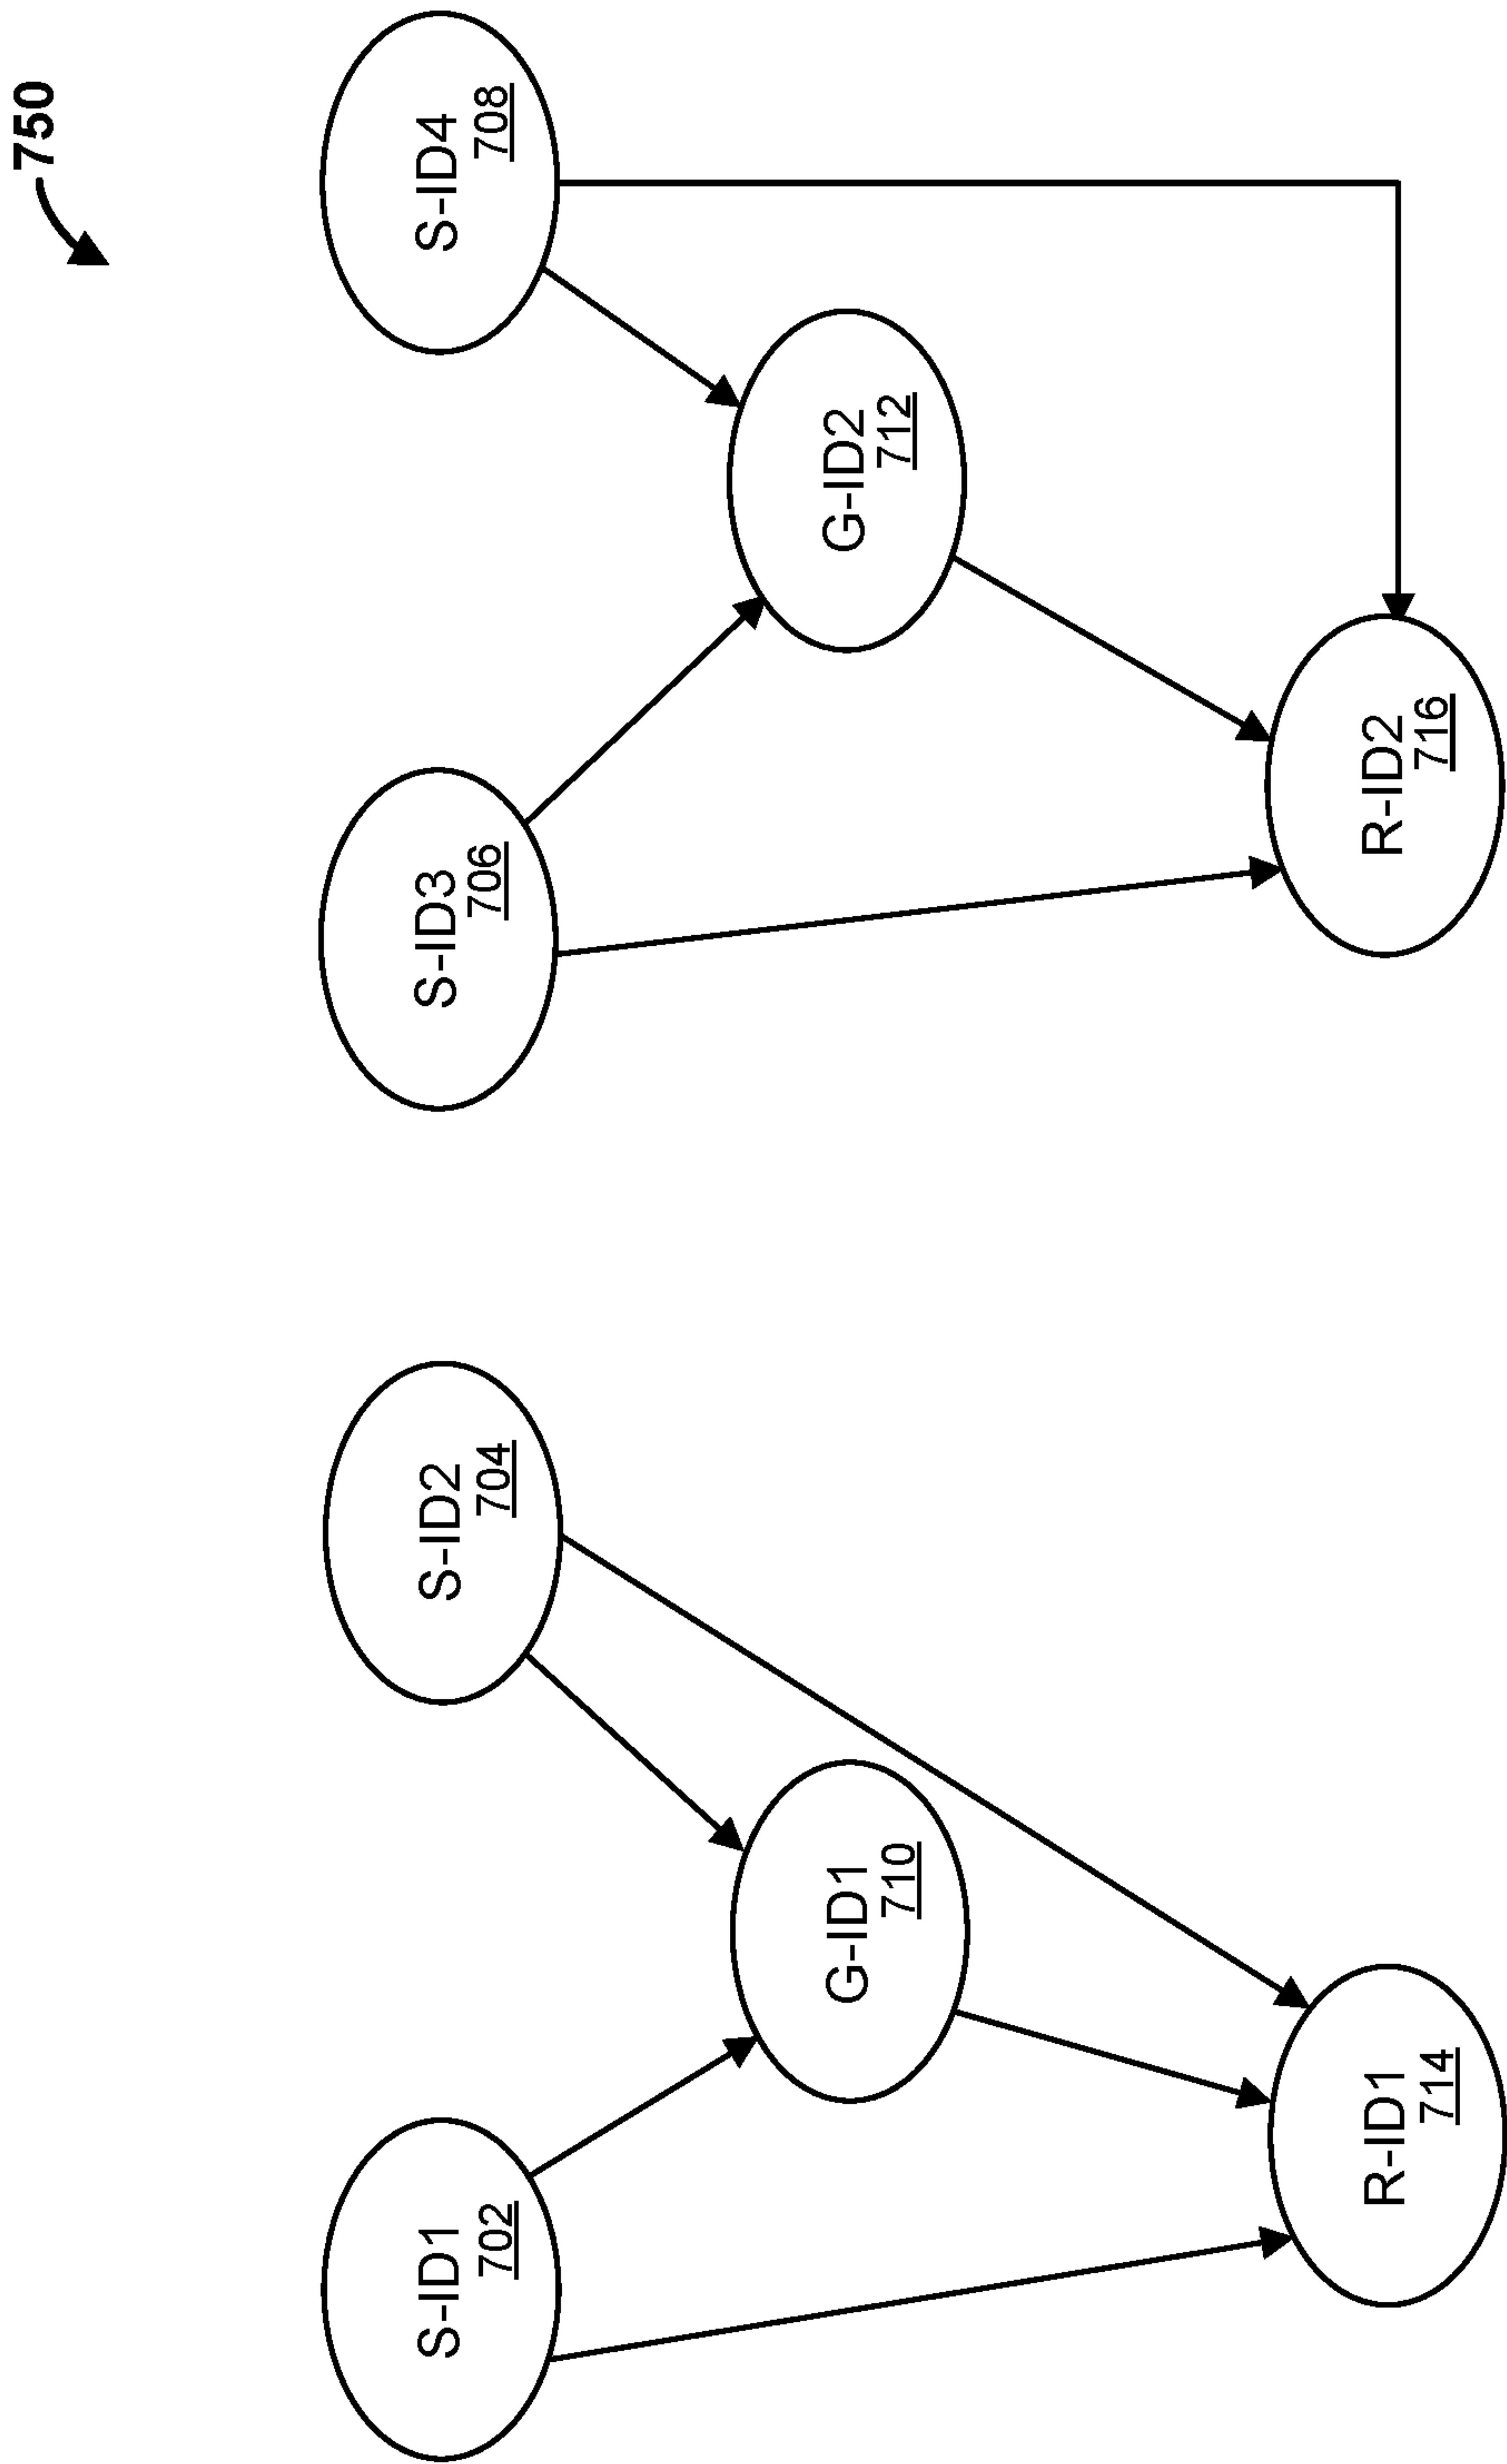 750
S-ID1
702
S-ID2
704
S-ID3
706
S-ID4
708
G-ID1
710
G-ID2
712
R-ID1
714
R-ID2
716